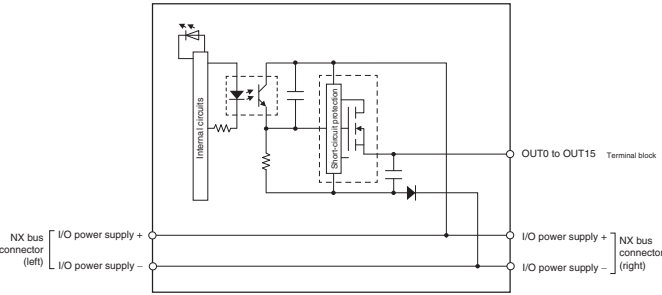 Internal circuits
Short-circuit protection
OUT0 to OUT15 Terminal block
NX bus
connector
(left)
I/O power supply +
I/O power supply −
I/O power supply +
I/O power supply −
NX bus
connector
(right)